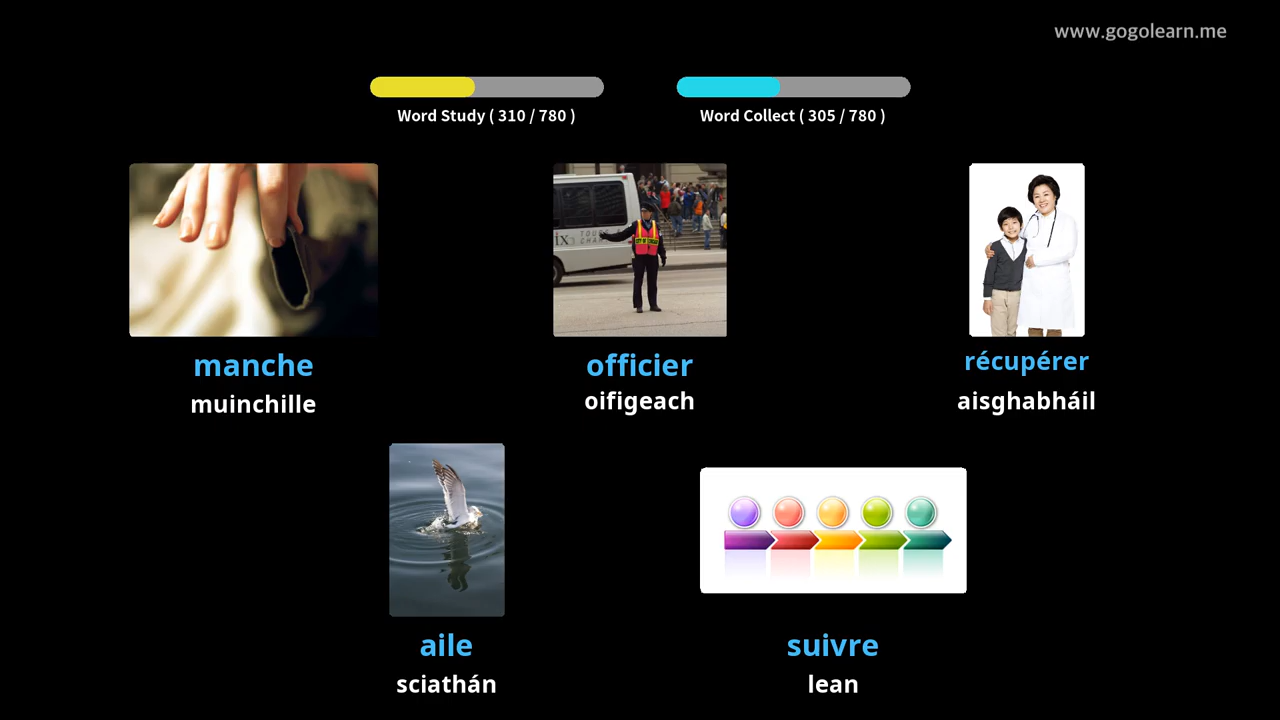 www.gogolearn.me
Word Study ( 310 / 780 )
Word Collect ( 305 / 780 )
manche
muinchille
officier
oifigeach
récupérer
aisghabháil
aile
sciathán
suivre
lean